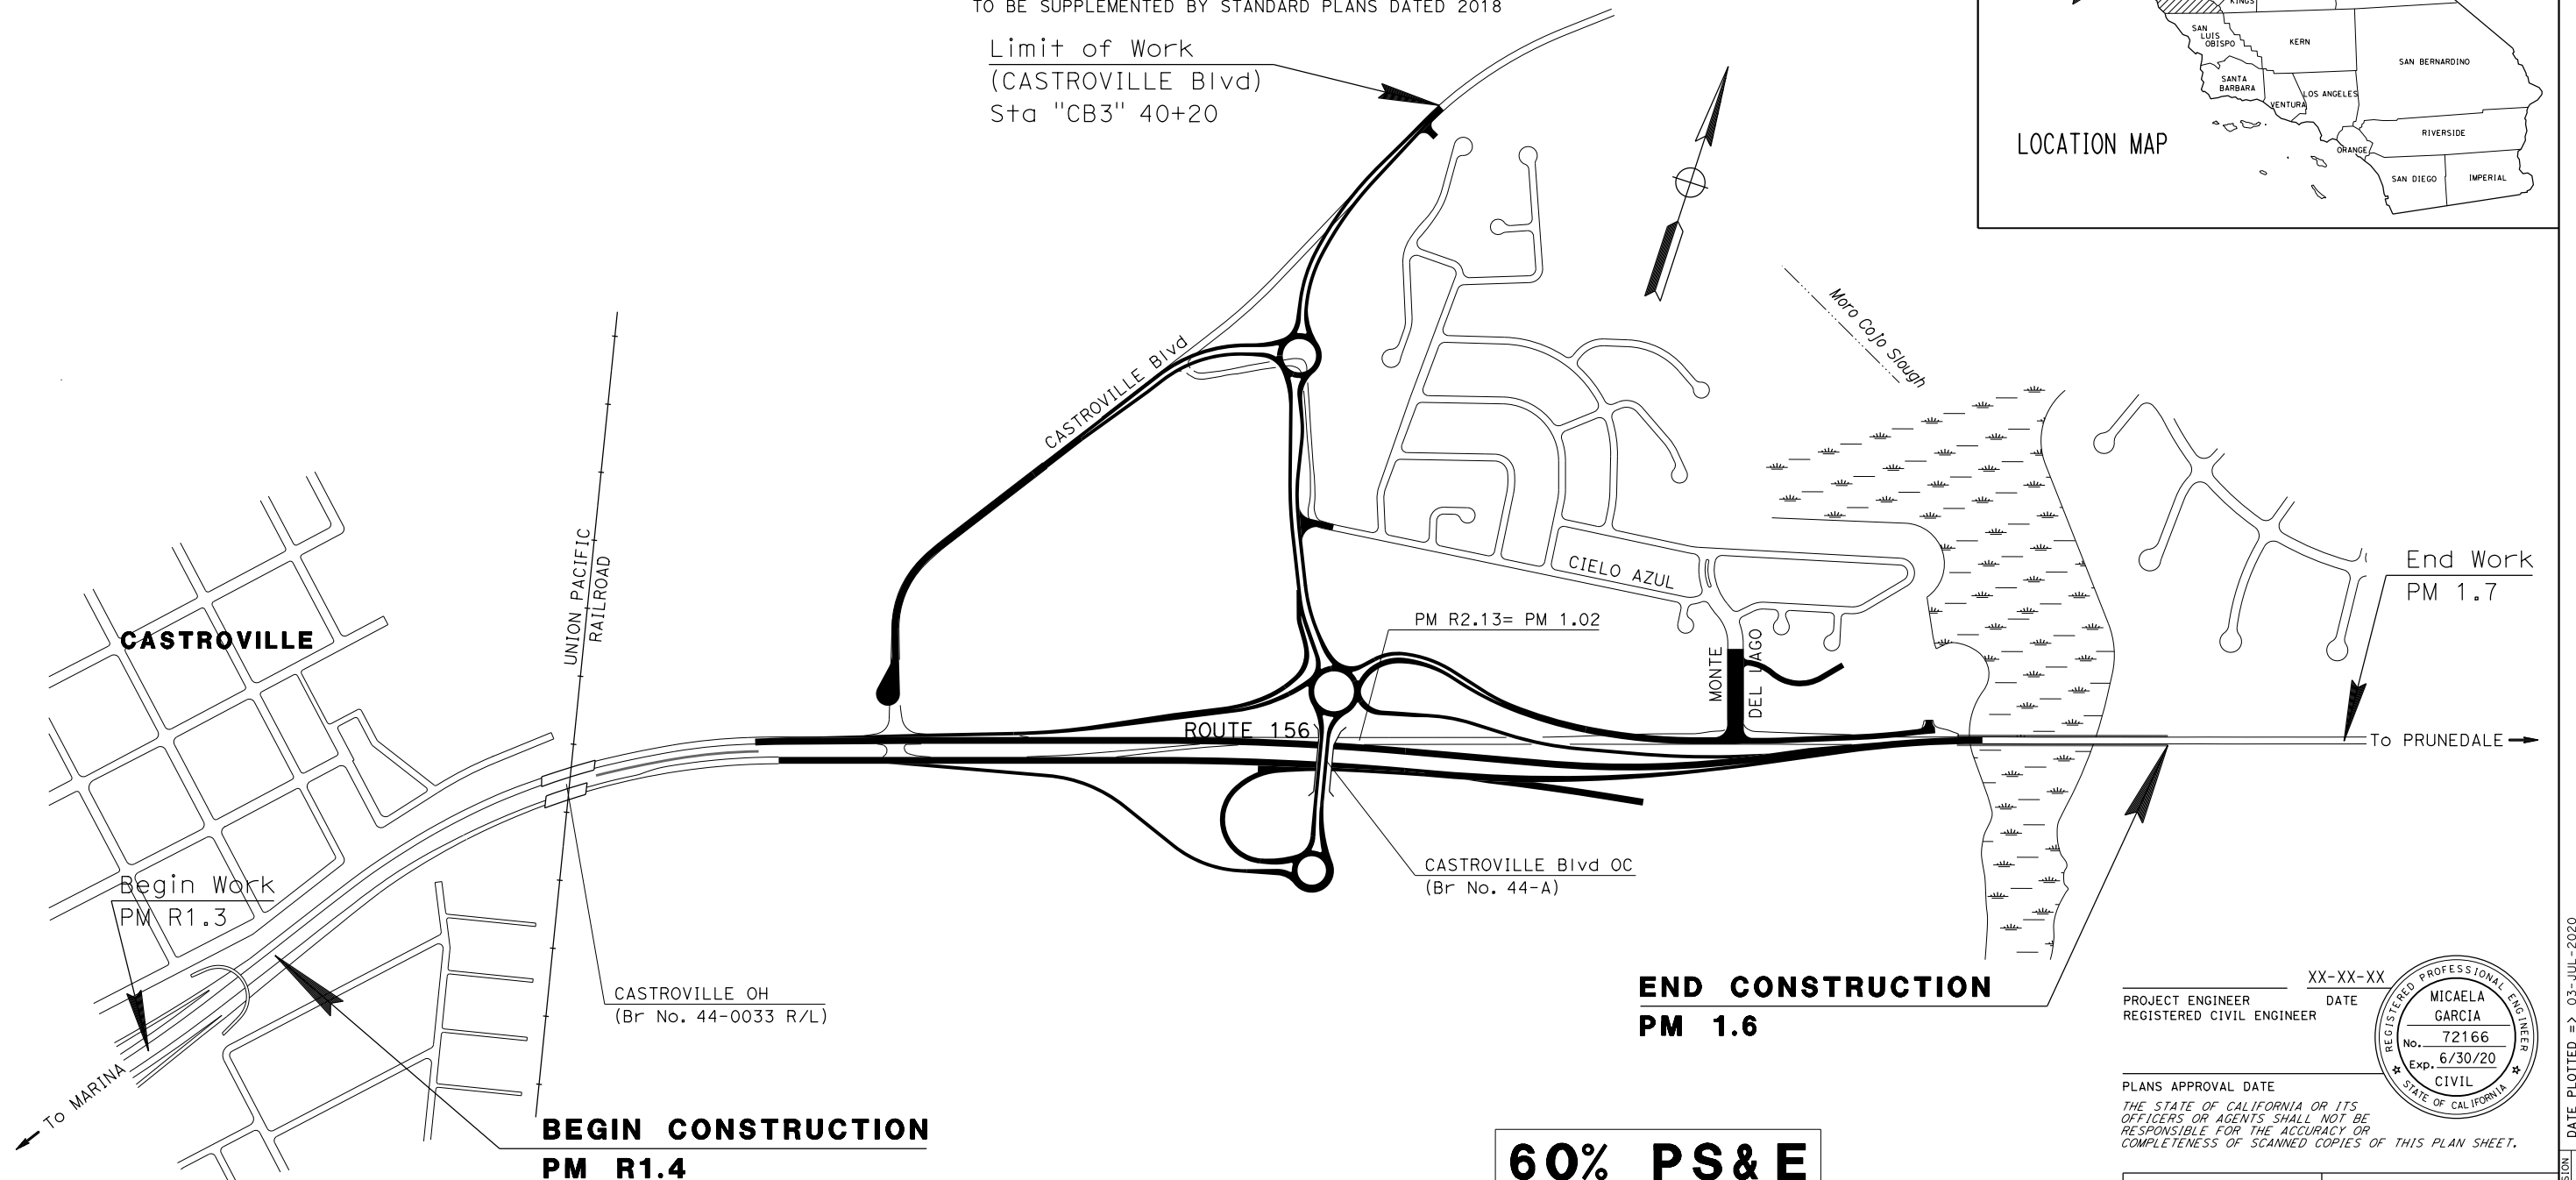 TO BE SUPPLEMENTED BY STANDARD PLANS DATED 2018
Limit of Work
(CASTROVILLE Blvd)
Sta "CB3" 40+20
KINGS
SAN
LUIS
OBISPO
KERN
SAN BERNARDINO
SANTA
BARBARA
VENTURA
LOS ANGELES
RIVERSIDE
ORANGE
SAN DIEGO
IMPERIAL
LOCATION MAP
Moro Cojo Slough
CASTROVILLE Blvd
UNION PACIFIC
RAILROAD
CASTROVILLE
CIELO AZUL
End Work
PM 1.7
PM R2.13= PM 1.02
MONTE
DEL LAGO
ROUTE 156
To PRUNEDALE
CASTROVILLE Blvd OC
(Br No. 44-A)
Begin Work
PM R1.3
CASTROVILLE OH
(Br No. 44-0033 R/L)
END CONSTRUCTION
PM 1.6
To MARINA
BEGIN CONSTRUCTION
PM R1.4
60% PS&E
XX-XX-XX
PROJECT ENGINEER
DATE
REGISTERED CIVIL ENGINEER
REGISTERED PROFESSIONAL ENGINEER
MICAELA
GARCIA
No. 72166
Exp. 6/30/20
CIVIL
STATE OF CALIFORNIA
PLANS APPROVAL DATE
THE STATE OF CALIFORNIA OR ITS
OFFICERS OR AGENTS SHALL NOT BE
RESPONSIBLE FOR THE ACCURACY OR
COMPLETENESS OF SCANNED COPIES OF THIS PLAN SHEET.
DATE PLOTTED => 03-JUL-2020